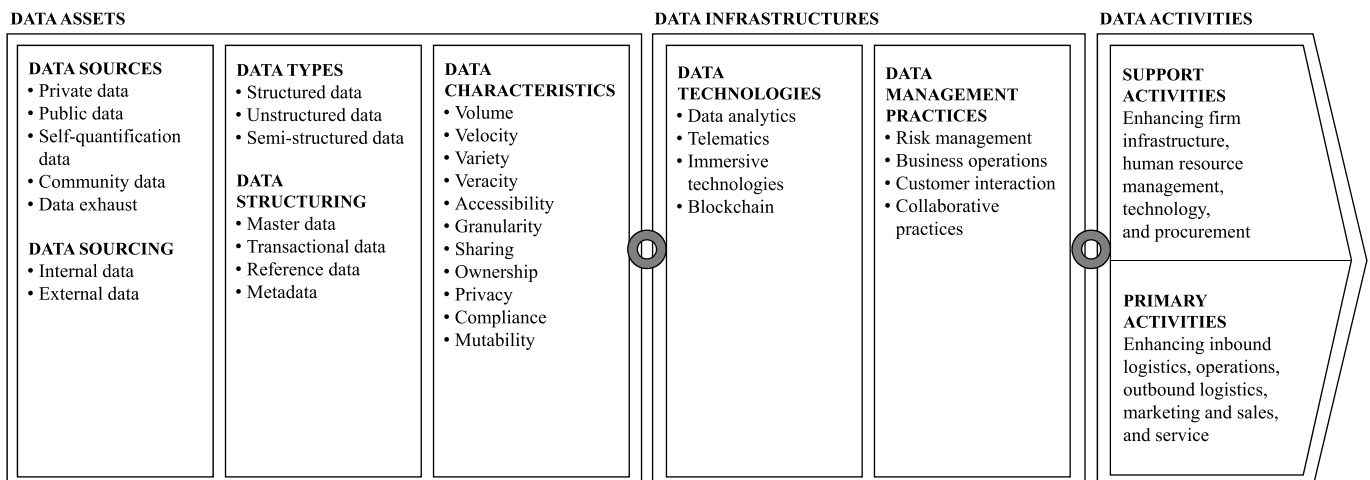 DATA ASSETS
DATA SOURCES
• Private data
• Public data
• Self-quantification
data
• Community data
• Data exhaust
DATA SOURCING
• Internal data
• External data
DATA TYPES
• Structured data
• Unstructured data
• Semi-structured data
DATA
STRUCTURING
• Master data
• Transactional data
• Reference data
• Metadata
DATA
CHARACTERISTICS
• Volume
• Velocity
• Variety
• Veracity
• Accessibility
• Granularity
• Sharing
• Ownership
• Privacy
• Compliance
• Mutability
DATA INFRASTRUCTURES
DATA
TECHNOLOGIES
• Data analytics
• Telematics
• Immersive
technologies
• Blockchain
DATA
MANAGEMENT
PRACTICES
• Risk management
• Business operations
• Customer interaction
• Collaborative
practices
DATA ACTIVITIES
SUPPORT
ACTIVITIES
Enhancing firm
infrastructure,
human resource
management,
technology,
and procurement
PRIMARY
ACTIVITIES
Enhancing inbound
logistics, operations,
outbound logistics,
marketing and sales,
and service